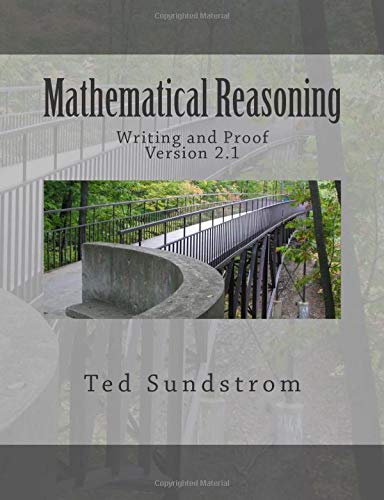 Copyrighted Material
Mathematical Reasoning
Writing and Proof
Version 2.1
Ted Sundstrom
Copyrighted Material